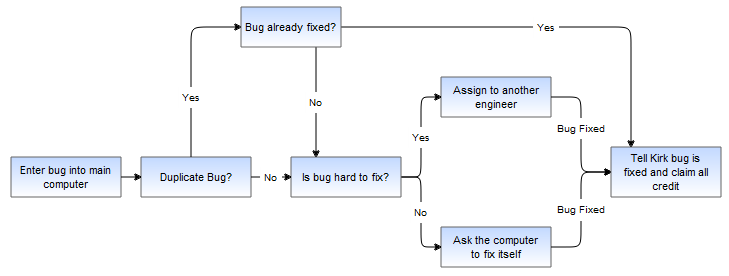 Bug already fixed?
Yes
Yes
No
Assign to another
engineer
Bug Fixed
Yes
Enter bug into main
computer
Duplicate Bug?
No
Is bug hard to fix?
Tell Kirk bug is
fixed and claim all
credit
No
Bug Fixed
Ask the computer
to fix itself